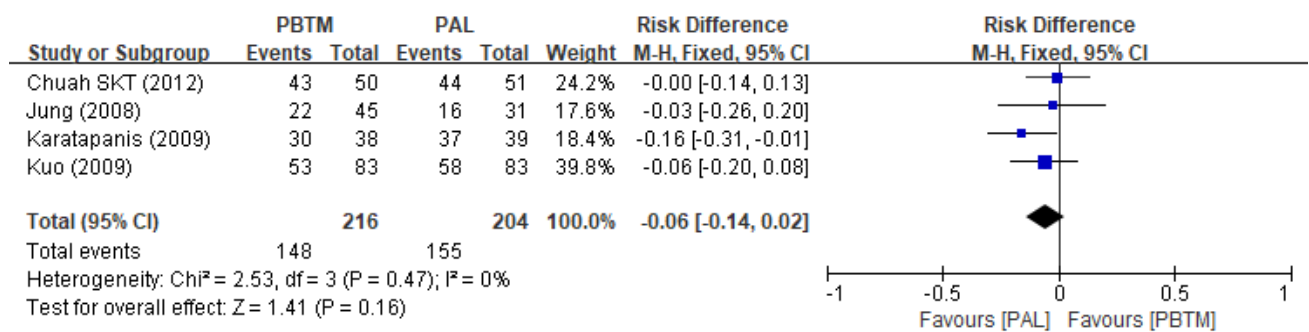 PBTM PAL Risk Difference Risk Difference
Study or Subgroup Events Total Events Total Weight M-H, Fixed, 95% CI M-H, Fixed, 95% CI
Chuah SKT (2012) 43 50 44 51 24.2% -0.00 [-0.14, 0.13]
Jung (2008) 22 45 16 31 17.6% -0.03 [-0.26, 0.20]
Karatapanis (2009) 30 38 37 39 18.4% -0.16 [-0.31, -0.01]
Kuo (2009) 53 83 58 83 39.8% -0.06 [-0.20, 0.08]
Total (95% CI) 216 204 100.0% -0.06 [-0.14, 0.02]
Total events 148 155
Heterogeneity: Chi² = 2.53, df = 3 (P = 0.47); I² = 0%
Test for overall effect: Z = 1.41 (P = 0.16)
-1 -0.5 0 0.5 1
Favours [PAL] Favours [PBTM]